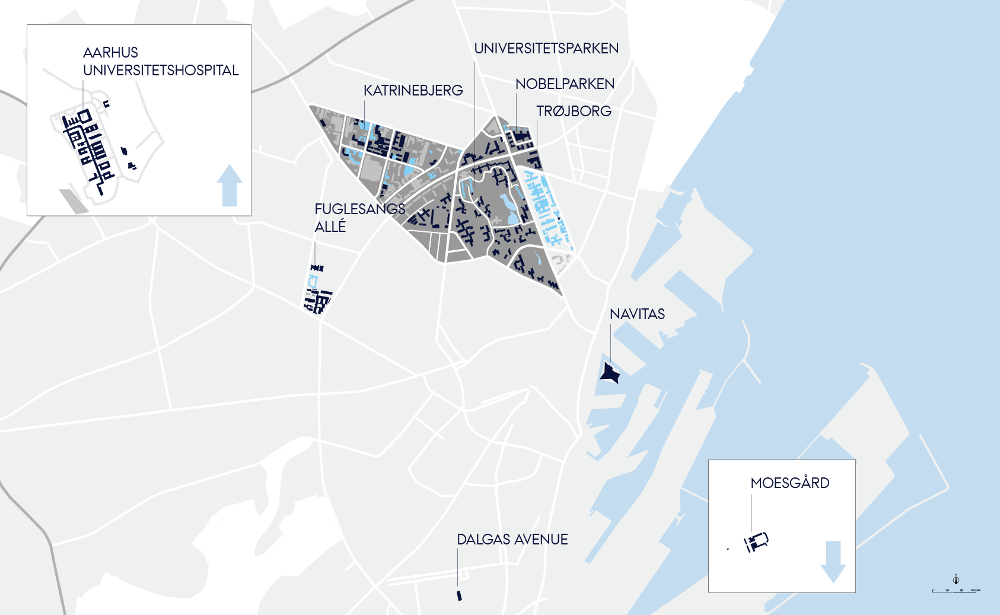 AARHUS
UNIVERSITETSHOSPITAL
UNIVERSITETSPARKEN
NOBELPARKEN
KATRINEBJERG
TRØJBORG
FUGLESANGS
ALLÉ
NAVITAS
MOESGÅRD
DALGAS AVENUE